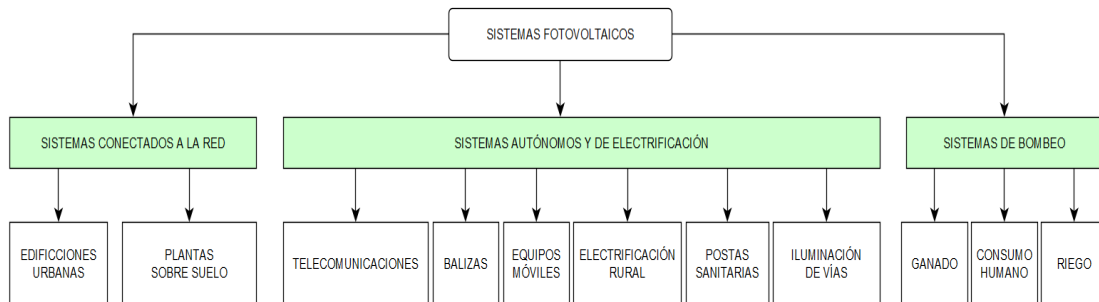 SISTEMAS FOTOVOLTAICOS
SISTEMAS CONECTADOS A LA RED
SISTEMAS AUTÓNOMOS Y DE ELECTRIFICACIÓN
SISTEMAS DE BOMBEO
EDIFICCIONES
URBANAS
PLANTAS
SOBRE SUELO
TELECOMUNICACIONES
BALIZAS
EQUIPOS
MÓVILES
ELECTRIFICACIÓN
RURAL
POSTAS
SANITARIAS
ILUMINACIÓN
DE VÍAS
GANADO
CONSUMO
HUMANO
RIEGO